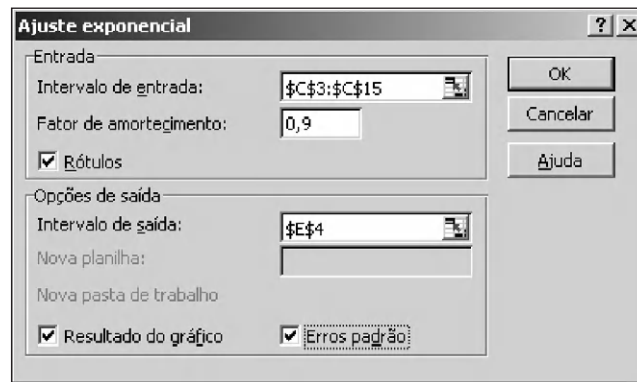 Ajuste exponencial
Entrada
Intervalo de entrada: $C$3:$C$15
Fator de amortecimento: 0,9
Rótulos
OK
Cancelar
Ajuda
Opções de saída
Intervalo de saída: $E$4
Nova planilha:
Nova pasta de trabalho
Resultado do gráfico Erros padrão